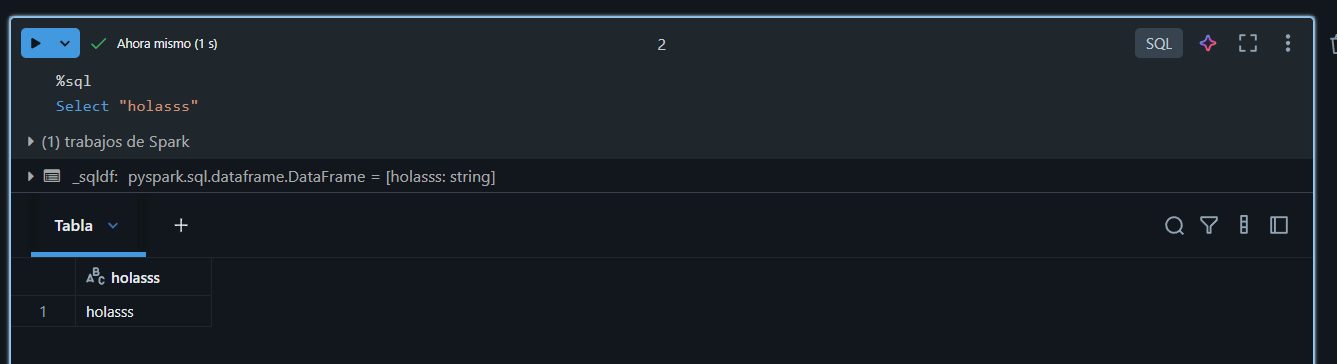 Ahora mismo (1 s)
2
SQL
%sql
Select "holasss"
(1) trabajos de Spark
_sqldf: pyspark.sql.dataframe.DataFrame = [holasss: string]
Tabla
+
ABC holasss
1 holasss